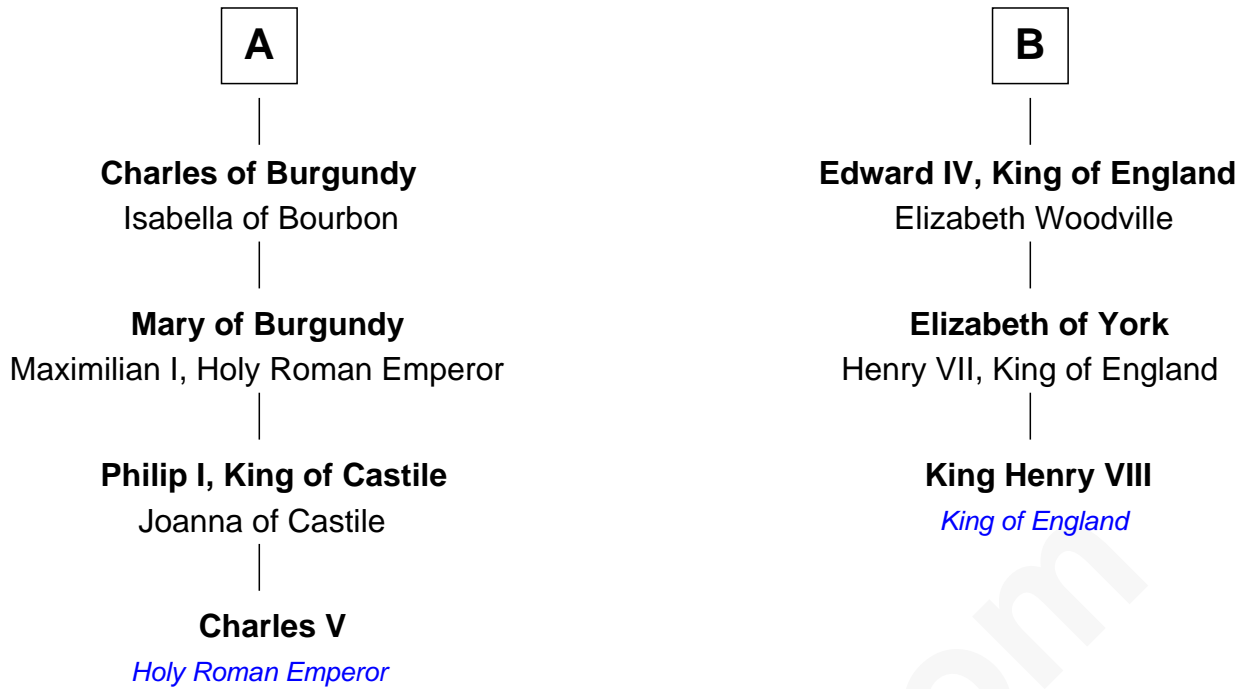 A
Charles of Burgundy
Isabella of Bourbon
Mary of Burgundy
Maximilian I, Holy Roman Emperor
Philip I, King of Castile
Joanna of Castile
Charles V
Holy Roman Emperor
B
Edward IV, King of England
Elizabeth Woodville
Elizabeth of York
Henry VII, King of England
King Henry VIII
King of England
om